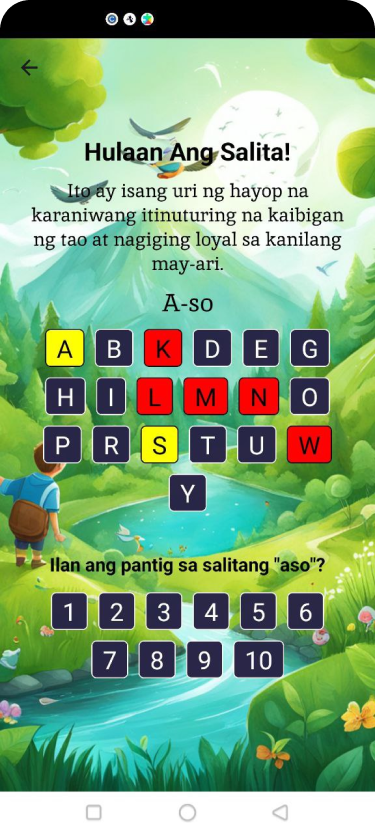 Hulaan Ang Salita!
Ito ay isang uri ng hayop na
karaniwang itinuturing na kaibigan
ng tao at nagiging loyal sa kanilang
may-ari.
A-so
A B K D E G
H I L M N O
P R S T U W
Y
Ilan ang pantig sa salitang "aso"?
1 2 3 4 5 6
7 8 9 10